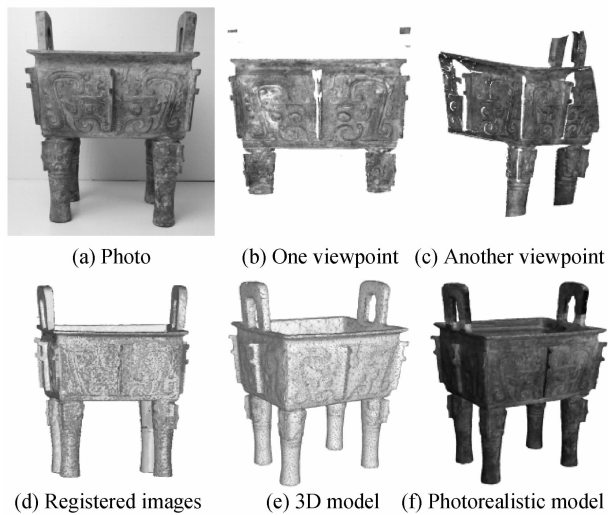 (a) Photo
(b) One viewpoint
(c) Another viewpoint
(d) Registered images
(e) 3D model
(f) Photorealistic model